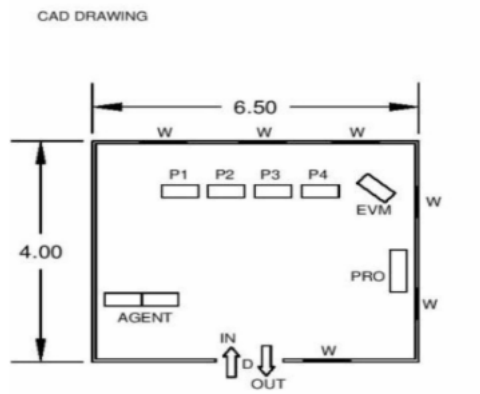 CAD DRAWING
6.50
W W W
P1 P2 P3 P4
EVM
W
4.00
PRO
W
AGENT
IN
D
W
OUT